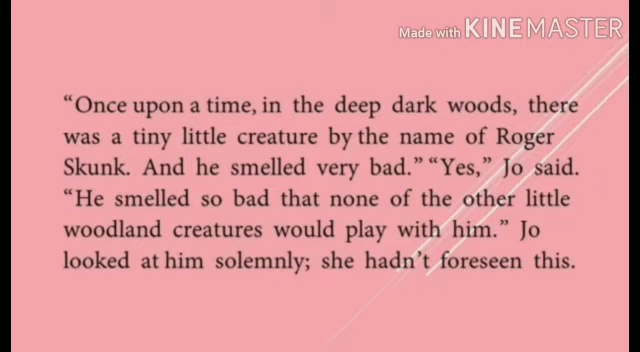 Made with KINEMASTER
“Once upon a time, in the deep dark woods, there
was a tiny little creature by the name of Roger
Skunk. And he smelled very bad.” “Yes,” Jo said.
“He smelled so bad that none of the other little
woodland creatures would play with him.” Jo
looked at him solemnly; she hadn’t foreseen this.